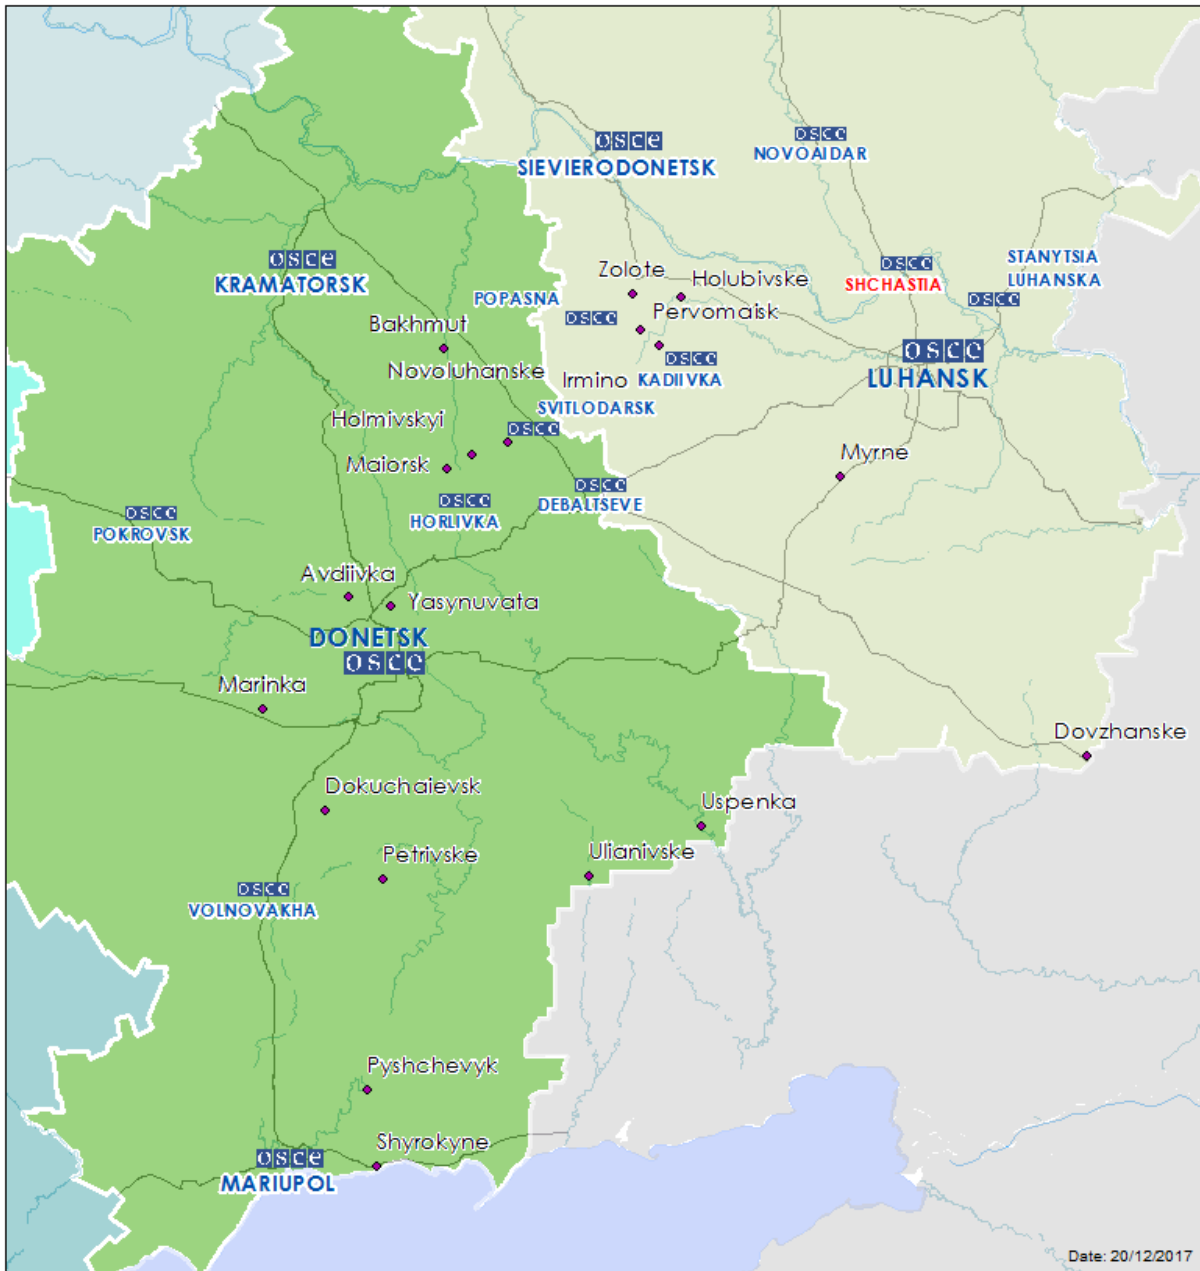 osce
SIEVIERODONETSK
osce
NOVOAIDAR
osce
KRAMATORSK
osce
SHCHASTIA
STANYTSIA
LUHANSKA
osce
Zolote
Holubivske
POPASNA
osce
Pervomaisk
Bakhmut
osce
LUHANSK
Novoluhanske
Irmino
osce
KADIIVKA
SVITLODARSK
osce
Holmivskyi
Maiorsk
Myrne
osce
HORLIVKA
osce
DEBALTSEVE
osce
POKROVSK
Avdiivka
Yasynuvata
DONETSK
osce
Marinka
Dovzhanske
Dokuchaievsk
Uspenka
Petrivske
Ulianivske
osce
VOLNOVAKHA
Pyshchevyk
Shyrokyne
osce
MARIUPOL
Date: 20/12/2017